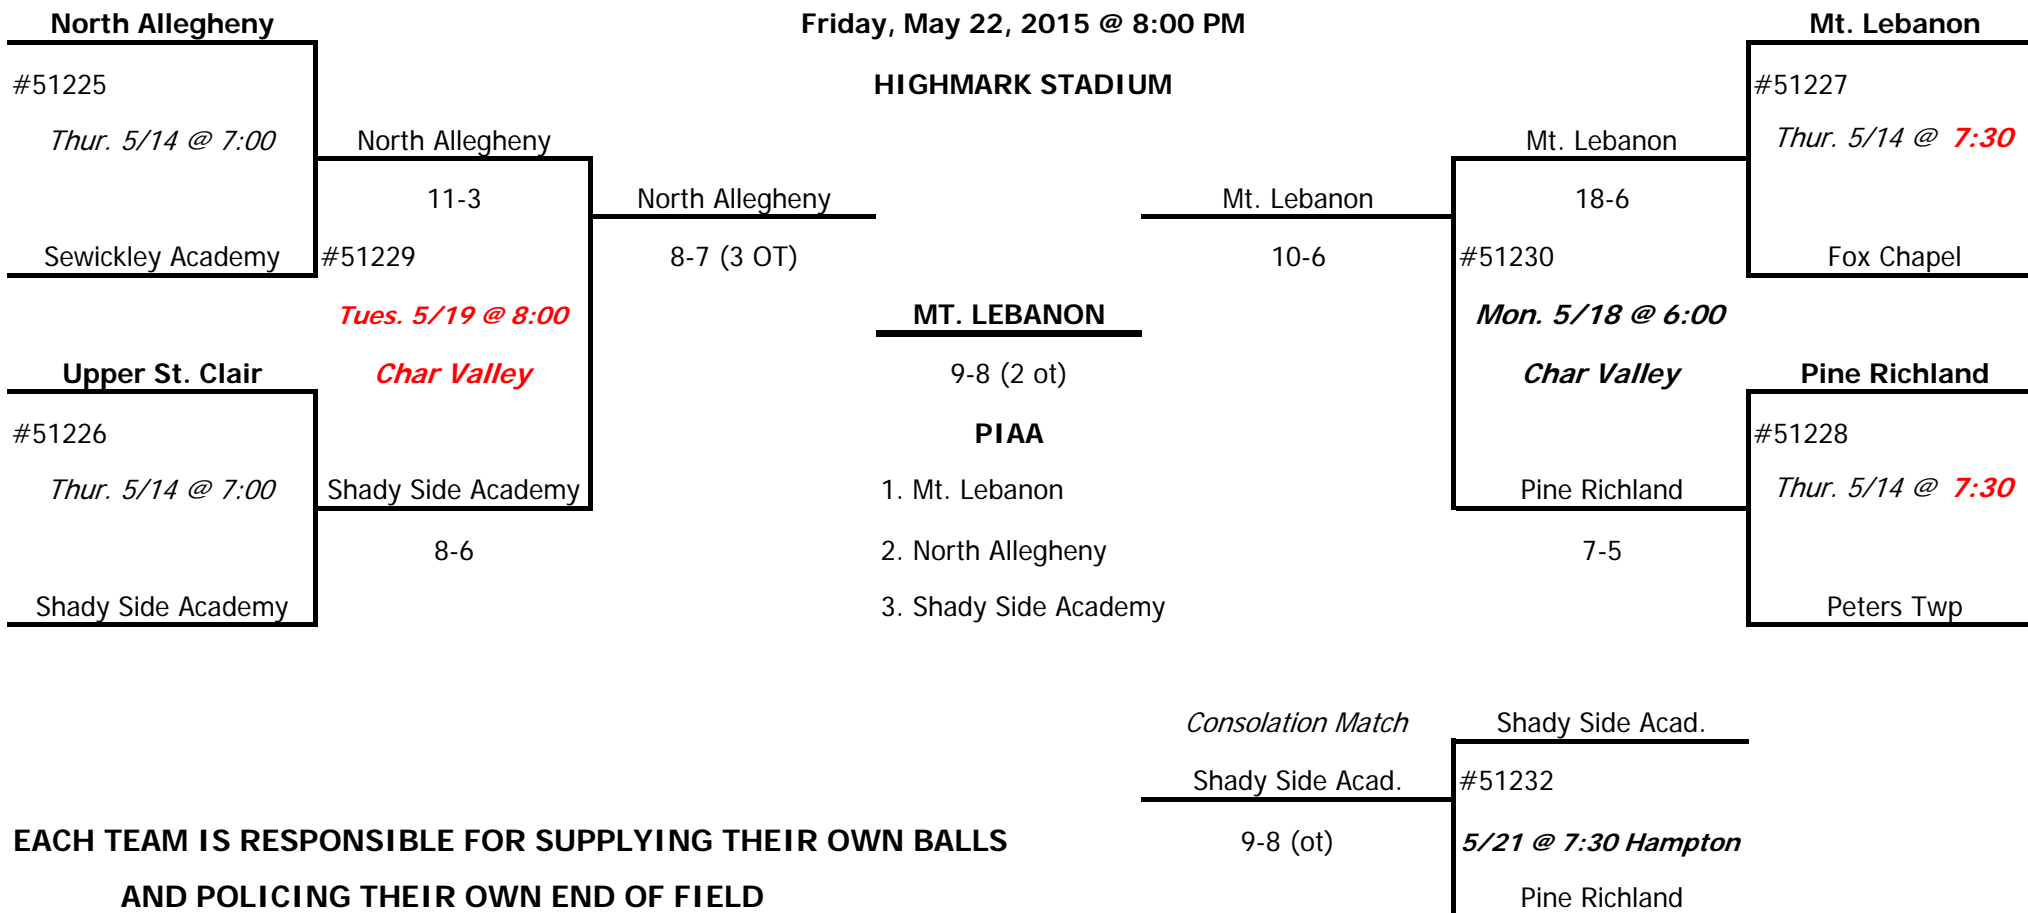 North Allegheny
Friday, May 22, 2015 @ 8:00 PM
Mt. Lebanon
#51225
HIGHMARK STADIUM
#51227
Thur. 5/14 @ 7:00
North Allegheny
Mt. Lebanon
Thur. 5/14 @ 7:30
11-3
North Allegheny
Mt. Lebanon
18-6
Sewickley Academy
#51229
8-7 (3 OT)
10-6
#51230
Fox Chapel
Tues. 5/19 @ 8:00
MT. LEBANON
Mon. 5/18 @ 6:00
Upper St. Clair
Char Valley
9-8 (2 ot)
Char Valley
Pine Richland
#51226
PIAA
#51228
Thur. 5/14 @ 7:00
Shady Side Academy
1. Mt. Lebanon
Pine Richland
Thur. 5/14 @ 7:30
8-6
2. North Allegheny
7-5
Shady Side Academy
3. Shady Side Academy
Peters Twp
Consolation Match
Shady Side Acad.
Shady Side Acad.
#51232
EACH TEAM IS RESPONSIBLE FOR SUPPLYING THEIR OWN BALLS
9-8 (ot)
5/21 @ 7:30 Hampton
AND POLICING THEIR OWN END OF FIELD
Pine Richland